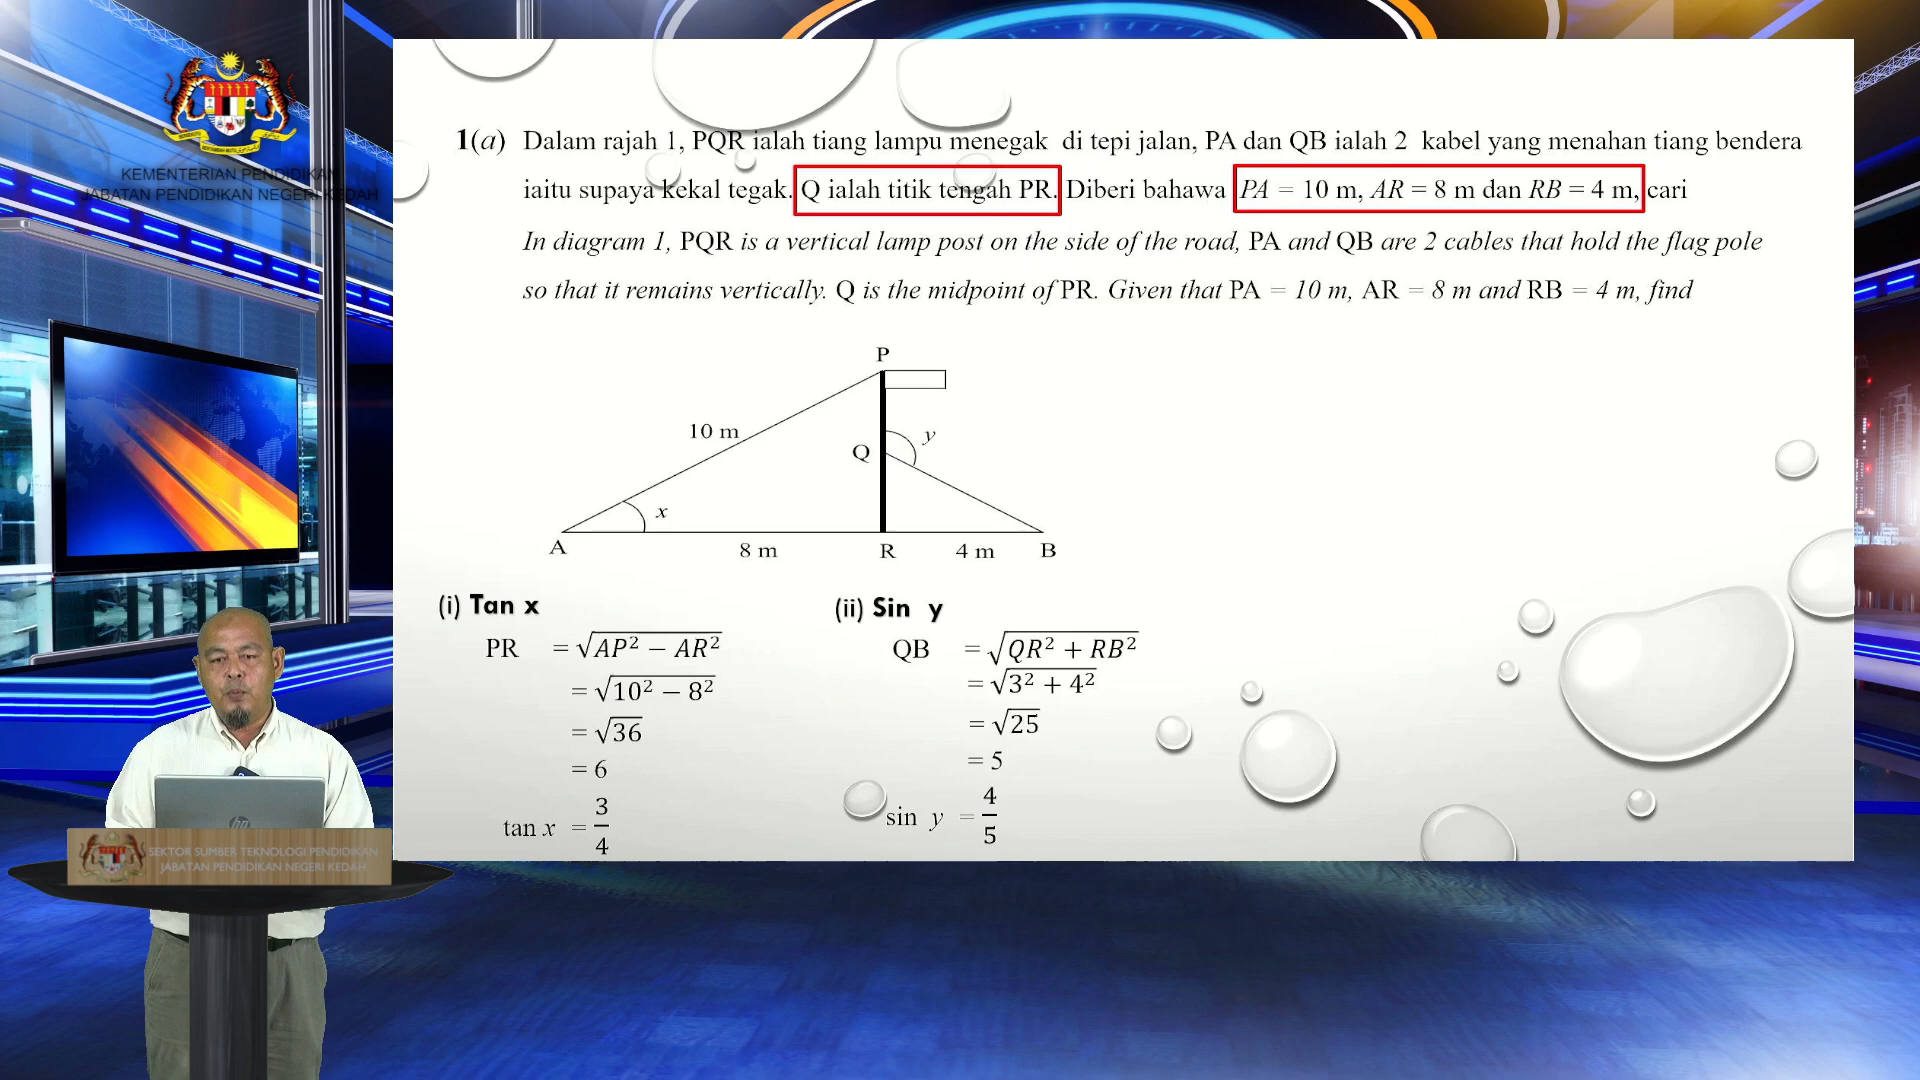 KEMENTERIAN PENDIDIKAN
JABATAN PENDIDIKAN NEGERI KEDAH
1(a) Dalam rajah 1, PQR ialah tiang lampu menegak di tepi jalan, PA dan QB ialah 2 kabel yang menahan tiang bendera
iaitu supaya kekal tegak. Q ialah titik tengah PR. Diberi bahawa PA = 10 m, AR = 8 m dan RB = 4 m, cari
In diagram 1, PQR is a vertical lamp post on the side of the road, PA and QB are 2 cables that hold the flag pole
so that it remains vertically. Q is the midpoint of PR. Given that PA = 10 m, AR = 8 m and RB = 4 m, find
P
10 m
Q
y
x
A
8 m
R
4 m
B
(i) Tan x
PR = √(AP² − AR²)
= √(10² − 8²)
= √36
= 6
tan x = 3/4
(ii) Sin y
QB = √(QR² + RB²)
= √(3² + 4²)
= √25
= 5
sin y = 4/5
hp
SEKTOR SUMBER TEKNOLOGI PENDIDIKAN
JABATAN PENDIDIKAN NEGERI KEDAH